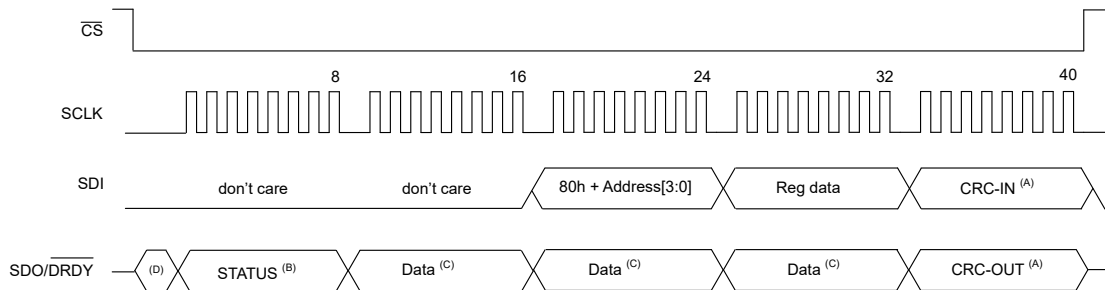 CS
8 16 24 32 40
SCLK
SDI don't care don't care 80h + Address[3:0] Reg data CRC-IN (A)
SDO/DRDY (D) STATUS (B) Data (C) Data (C) Data (C) CRC-OUT (A)